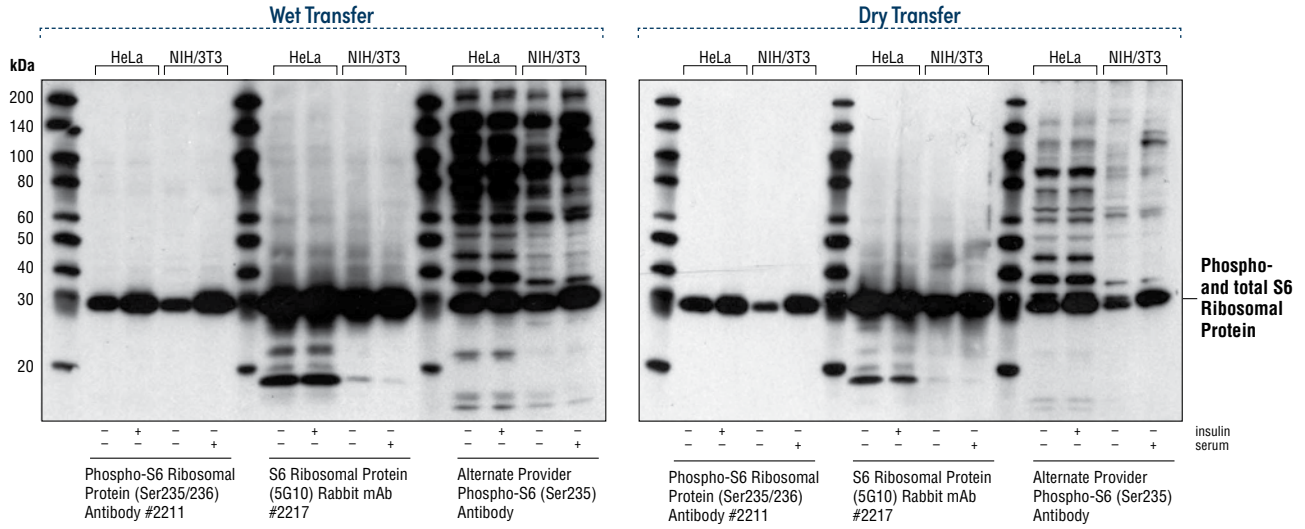 Wet Transfer
Dry Transfer
HeLa NIH/3T3 HeLa NIH/3T3 HeLa NIH/3T3
HeLa NIH/3T3 HeLa NIH/3T3 HeLa NIH/3T3
kDa
200
140
100
80
60
50
40
30
20
Phospho-
and total S6
Ribosomal
Protein
– + – – – + – – – + – –
– + – – – + – – – + – – insulin
– – – + – – – + – – – +
– – – + – – – + – – – + serum
Phospho-S6 Ribosomal
Protein (Ser235/236)
Antibody #2211
S6 Ribosomal Protein
(5G10) Rabbit mAb
#2217
Alternate Provider
Phospho-S6 (Ser235)
Antibody
Phospho-S6 Ribosomal
Protein (Ser235/236)
Antibody #2211
S6 Ribosomal Protein
(5G10) Rabbit mAb
#2217
Alternate Provider
Phospho-S6 (Ser235)
Antibody